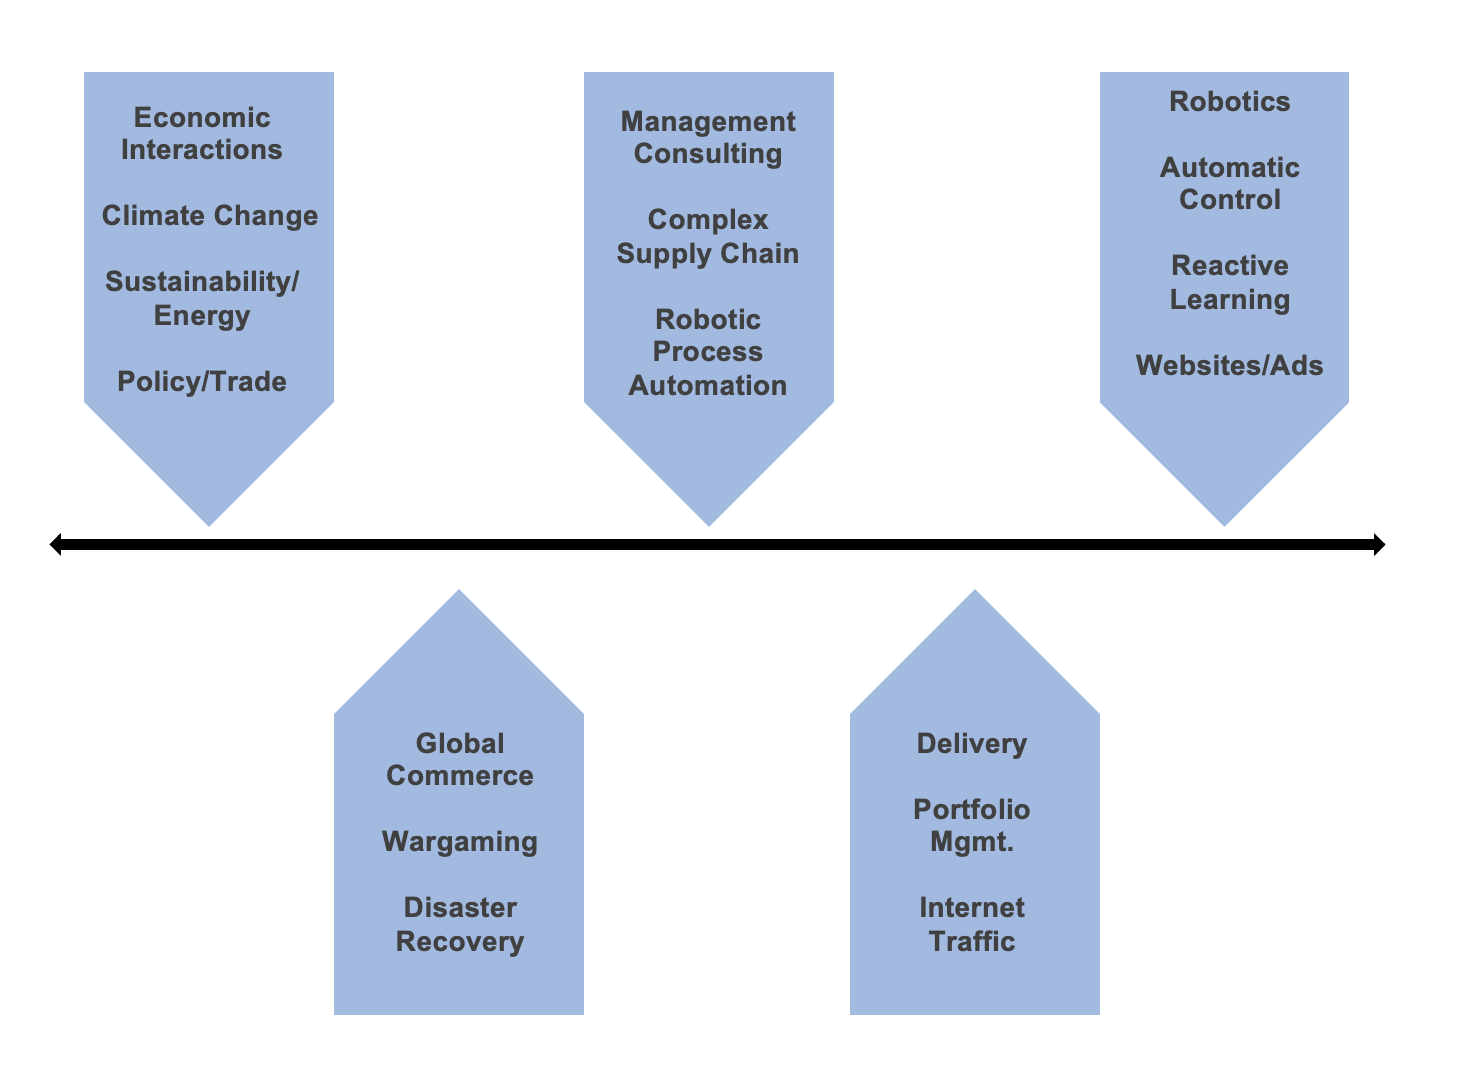 Economic
Interactions
Climate Change
Sustainability/
Energy
Policy/Trade
Management
Consulting
Complex
Supply Chain
Robotic
Process
Automation
Robotics
Automatic
Control
Reactive
Learning
Websites/Ads
Global
Commerce
Wargaming
Disaster
Recovery
Delivery
Portfolio
Mgmt.
Internet
Traffic